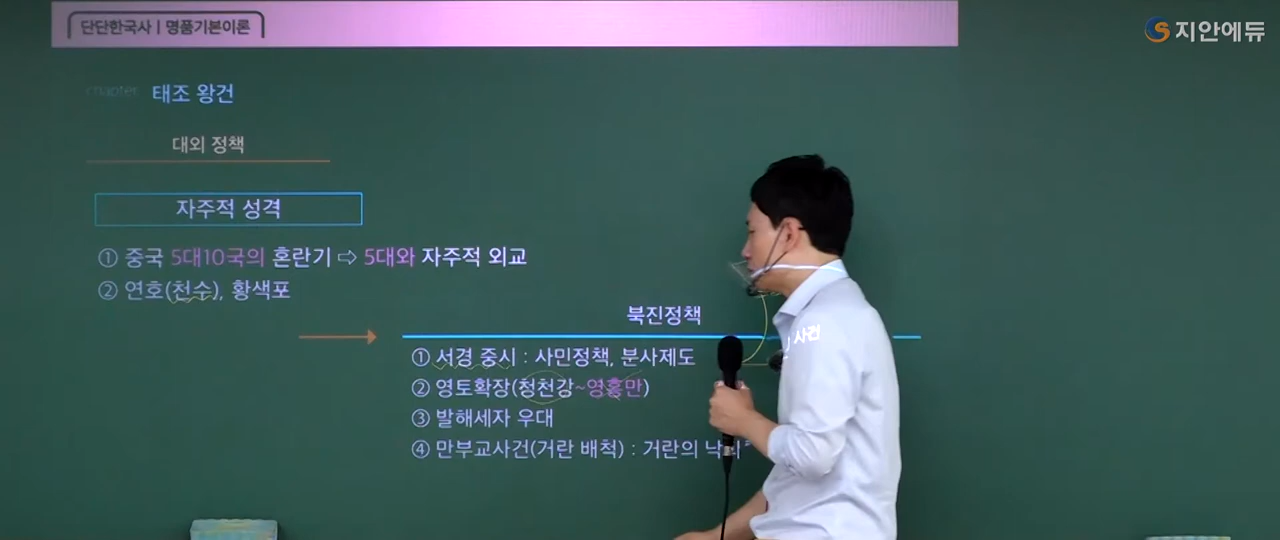 단단한국사 | 명품기본이론
지안에듀
chapter 태조 왕건
대외 정책
자주적 성격
① 중국 5대10국의 혼란기 ⇨ 5대와 자주적 외교
② 연호(천수), 황색포
북진정책
사건
① 서경 중시 : 사민정책, 분사제도
② 영토확장(청천강~영흥만)
③ 발해세자 우대
④ 만부교사건(거란 배척) : 거란의